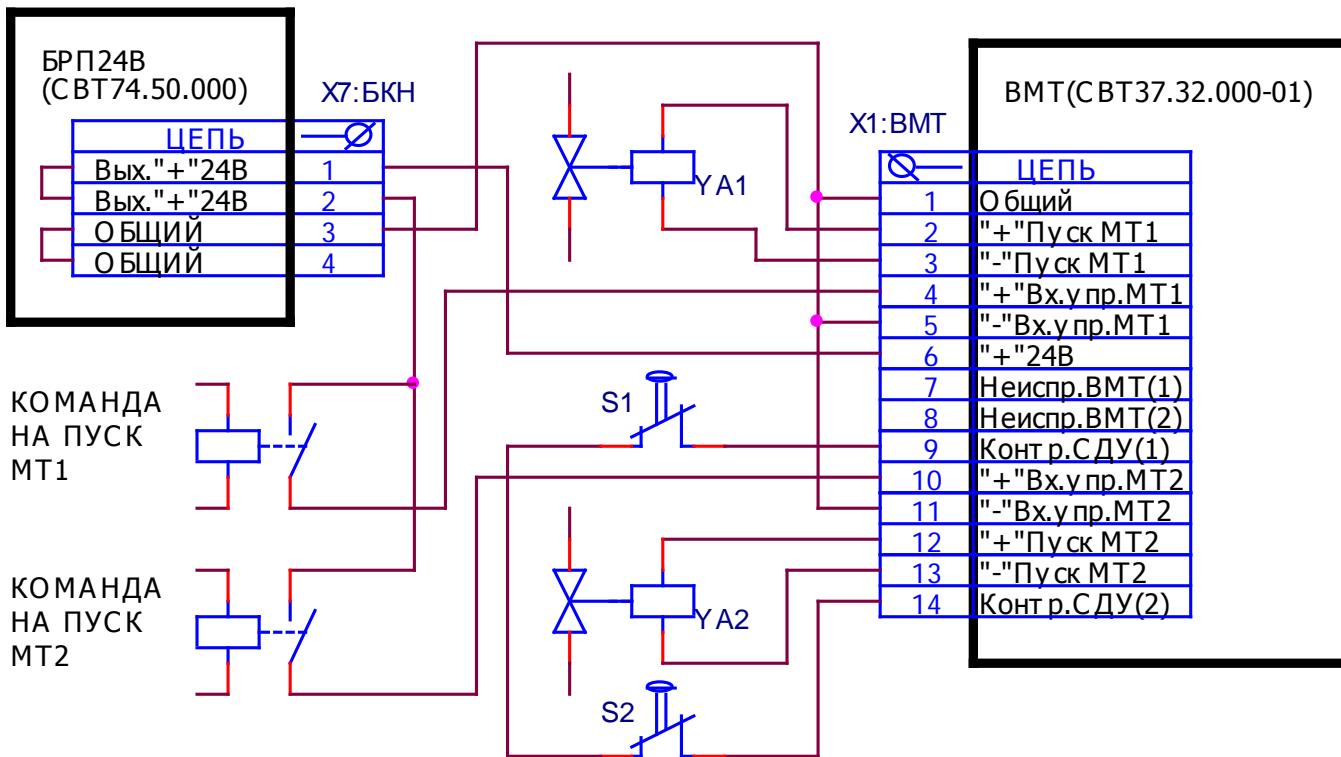 БРП24В
(СВТ74.50.000)
Х7:БКН
ЦЕПЬ
Вых."+"24В 1
Вых."+"24В 2
ОБЩИЙ 3
ОБЩИЙ 4
YA1
Х1:ВМТ
ВМТ(СВТ37.32.000-01)
ЦЕПЬ
1 Общий
2 "+"Пуск МТ1
3 "-"Пуск МТ1
4 "+"Вх.упр.МТ1
5 "-"Вх.упр.МТ1
6 "+"24В
7 Неиспр.ВМТ(1)
8 Неиспр.ВМТ(2)
9 Контр.СДУ(1)
10 "+"Вх.упр.МТ2
11 "-"Вх.упр.МТ2
12 "+"Пуск МТ2
13 "-"Пуск МТ2
14 Контр.СДУ(2)
КОМАНДА
НА ПУСК
МТ1
S1
КОМАНДА
НА ПУСК
МТ2
YA2
S2